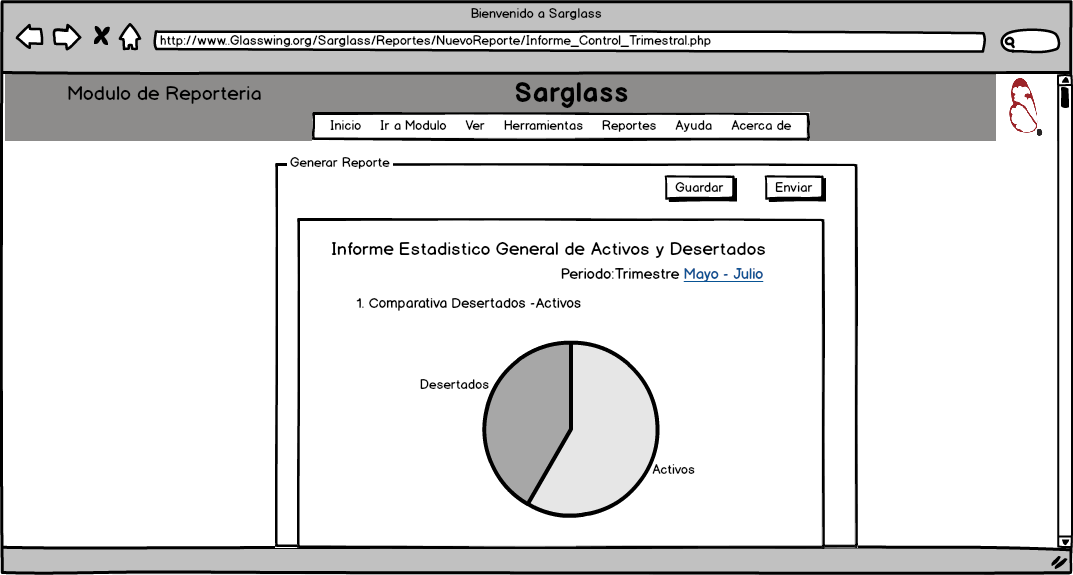 Bienvenido a Sarglass
http://www..Glasswing.org/Sarglass/Reportes/NuevoReporte/Informe_Control_Trimestral.php
Modulo de Reporteria
Sarglass
Inicio Ir a Modulo Ver Herramientas Reportes Ayuda Acerca de
Generar Reporte
Guardar Enviar
Informe Estadistico General de Activos y Desertados
Periodo:Trimestre Mayo - Julio
1. Comparativa Desertados -Activos
Desertados
Activos